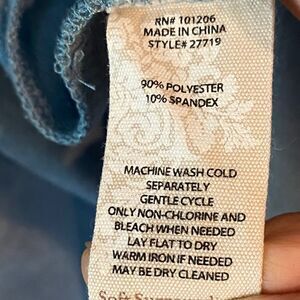 RN# 101206
MADE IN CHINA
STYLE# 27719
90% POLYESTER
10% SPANDEX
MACHINE WASH COLD
SEPARATELY
GENTLE CYCLE
ONLY NON-CHLORINE AND
BLEACH WHEN NEEDED
LAY FLAT TO DRY
WARM IRON IF NEEDED
MAY BE DRY CLEANED
Soft